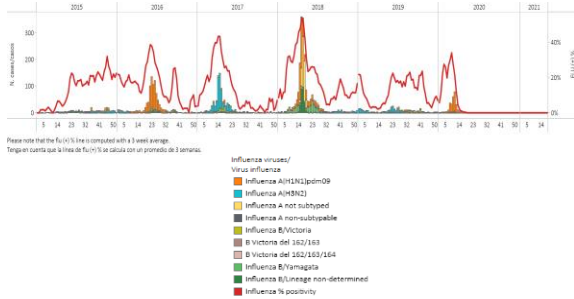 2015 2016 2017 2018 2019 2020 2021
N. cases/casos
300
200
100
0
40%
20%
0%
5 14 23 32 41 50 5 14 23 32 41 50 5 14 23 32 41 50 5 14 23 32 41 50 5 14 23 32 41 50 5 14 23 32 41 50 5 14
Please note that the flu (+) % line is computed with a 3 week average.
Tenga en cuenta que la linea de flu (+) % se calcula con un promedio de 3 semanas.
Influenza viruses/
Virus influenza
Influenza A(H1N1)pdm09
Influenza A(H3N2)
Influenza A not subtyped
Influenza A non-subtypable
Influenza B/Victoria
B Victoria del 162/163
B Victoria del 162/163/164
Influenza B/Yamagata
Influenza B/Lineage non-determined
Influenza % positivity